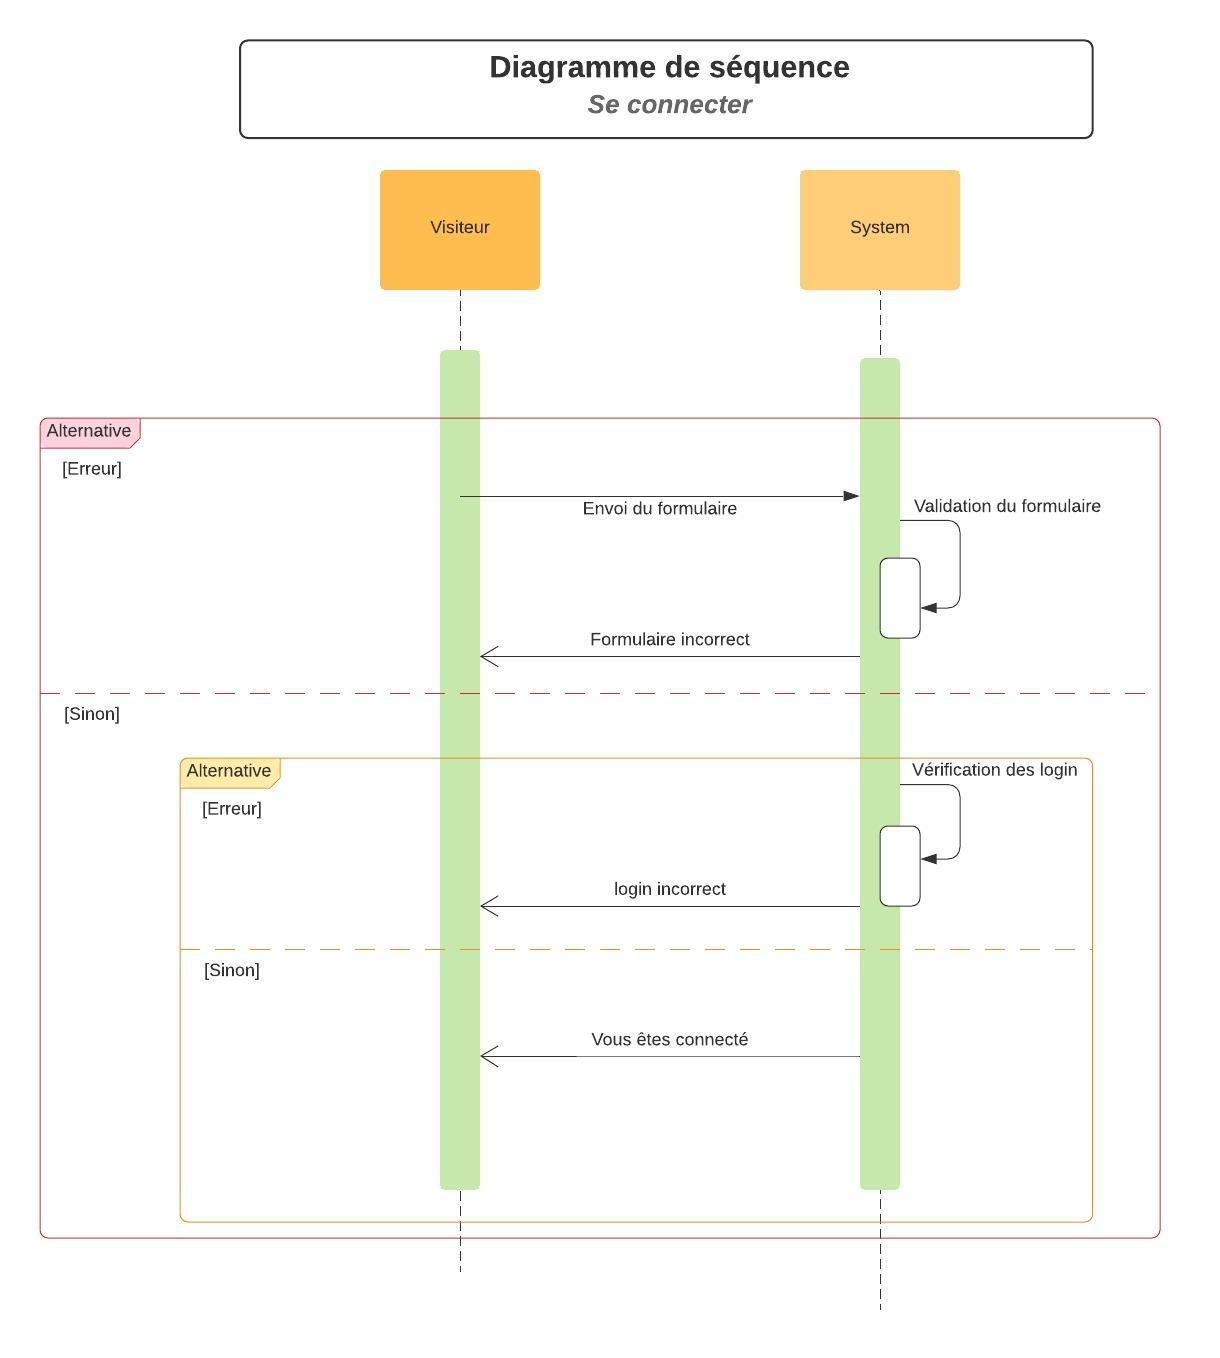 Diagramme de séquence
Se connecter
Visiteur
System
Alternative
[Erreur]
Envoi du formulaire
Validation du formulaire
Formulaire incorrect
[Sinon]
Alternative
Vérification des login
[Erreur]
login incorrect
[Sinon]
Vous êtes connecté